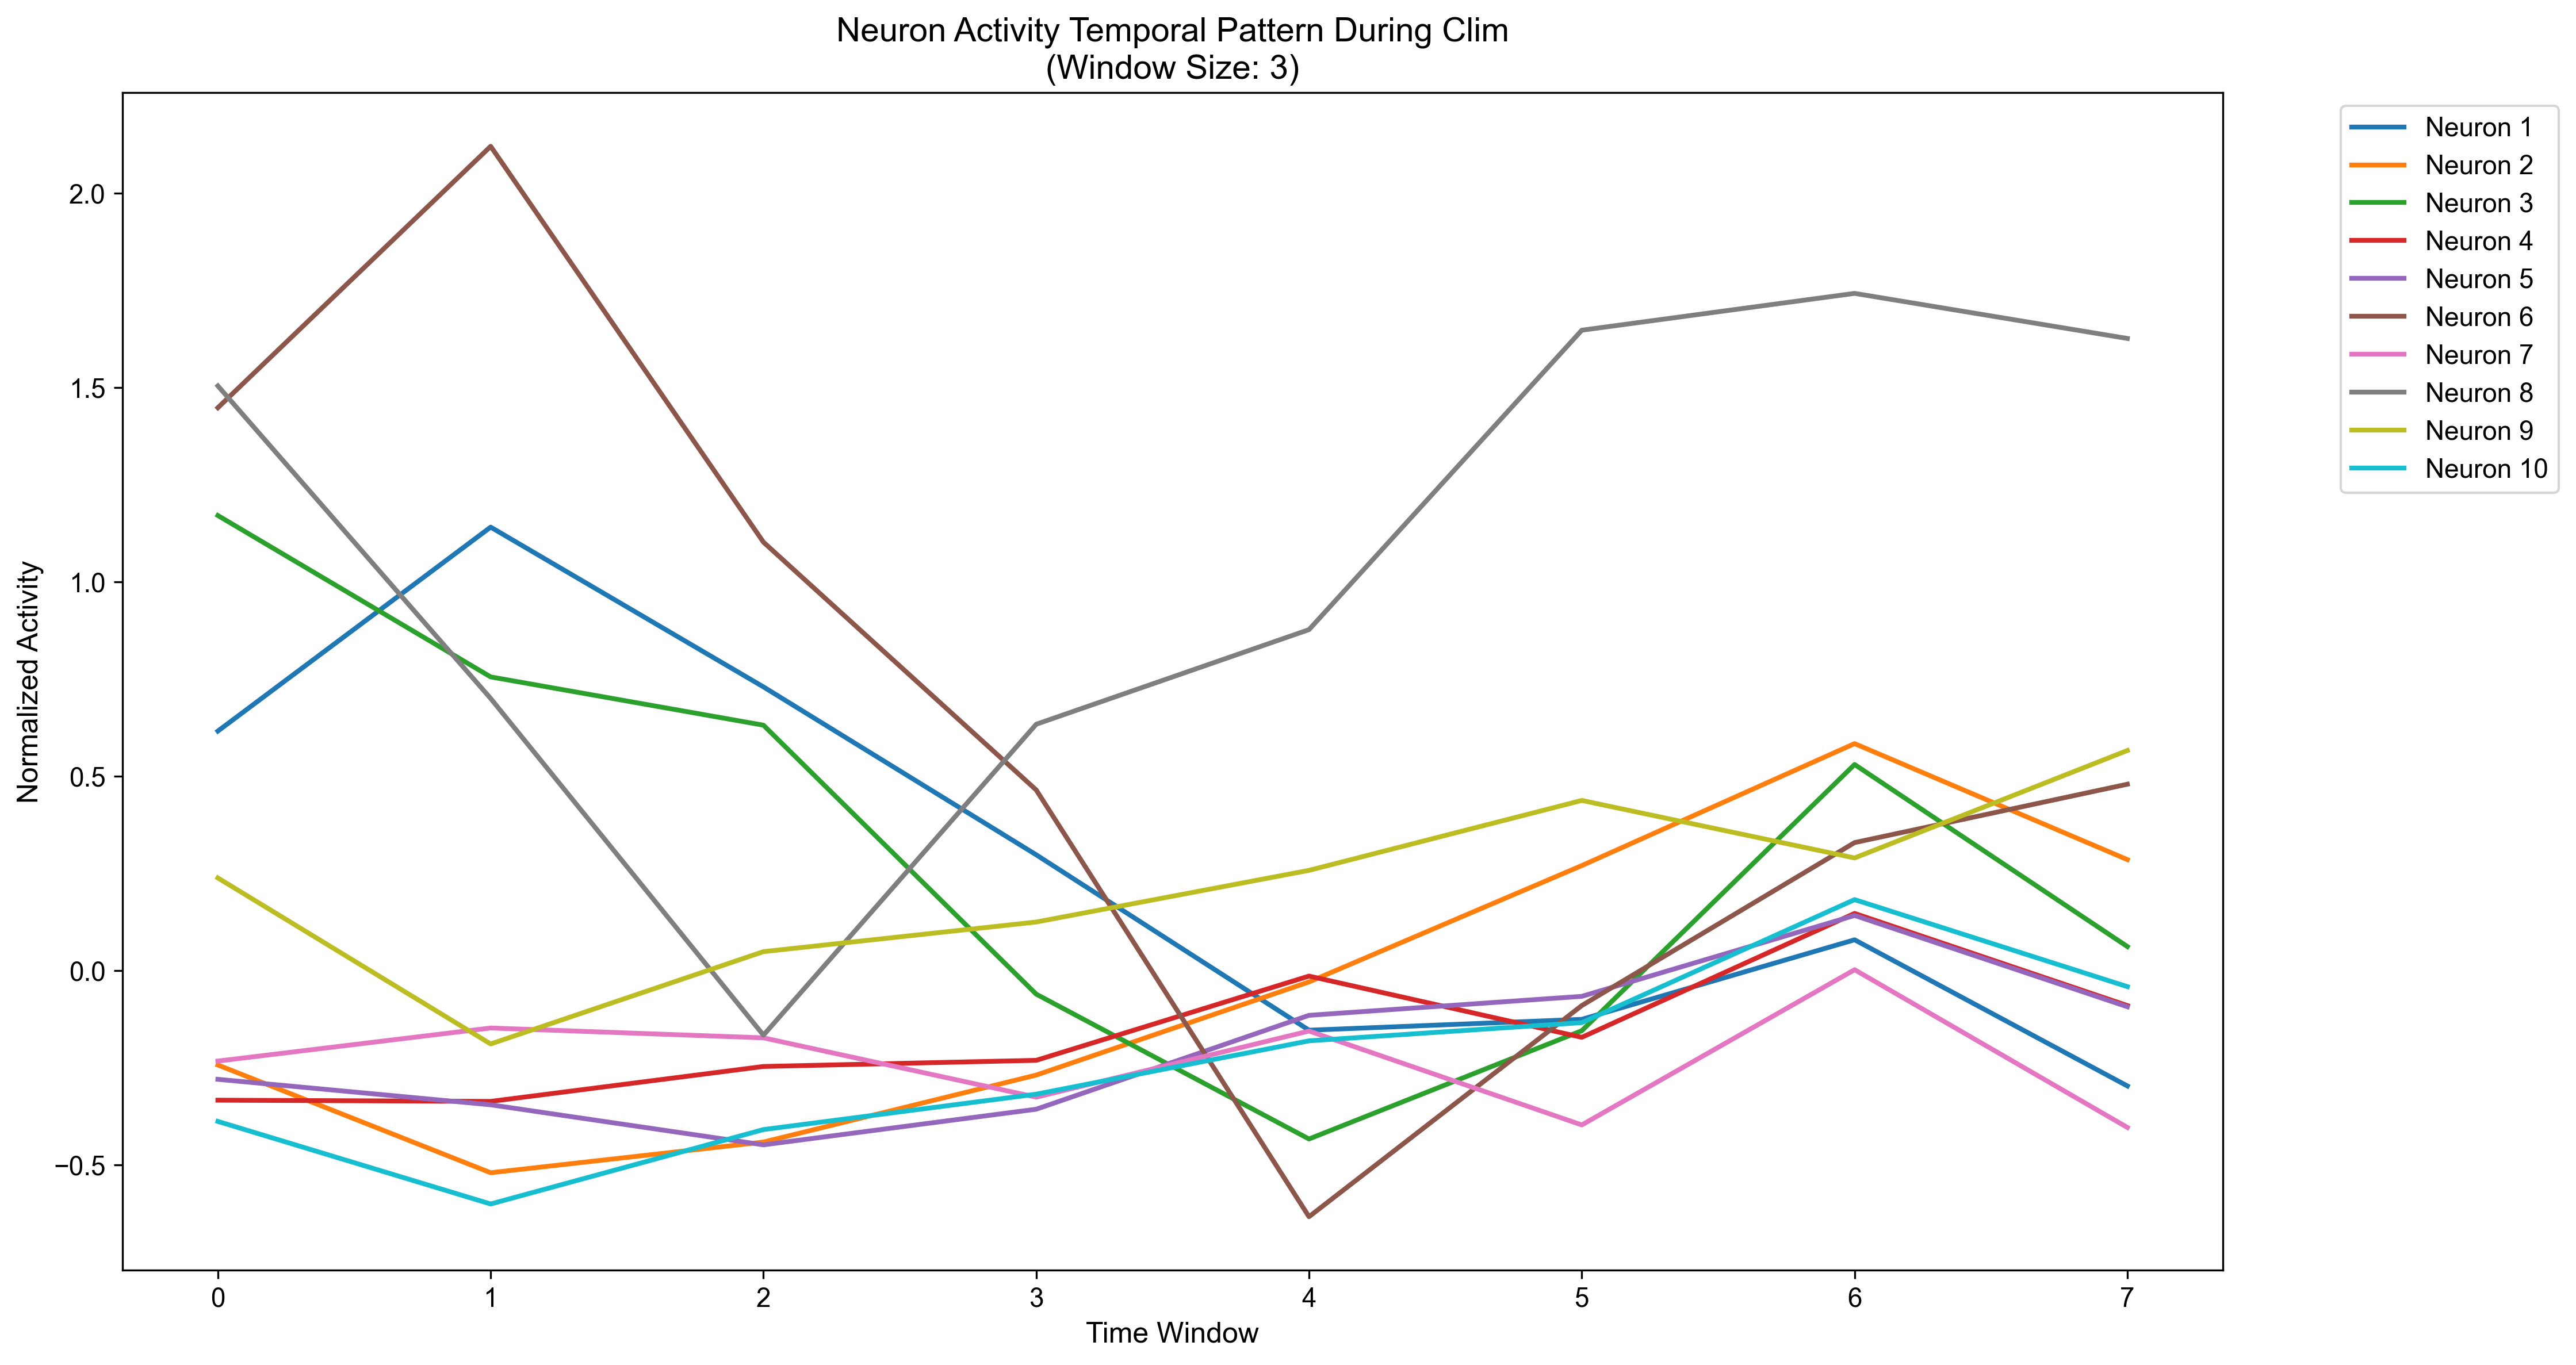 Neuron Activity Temporal Pattern During Clim
(Window Size: 3)
Neuron 1
Neuron 2
Neuron 3
Neuron 4
Neuron 5
Neuron 6
Neuron 7
Neuron 8
Neuron 9
Neuron 10
Normalized Activity
2.0
1.5
1.0
0.5
0.0
−0.5
0 1 2 3 4 5 6 7
Time Window